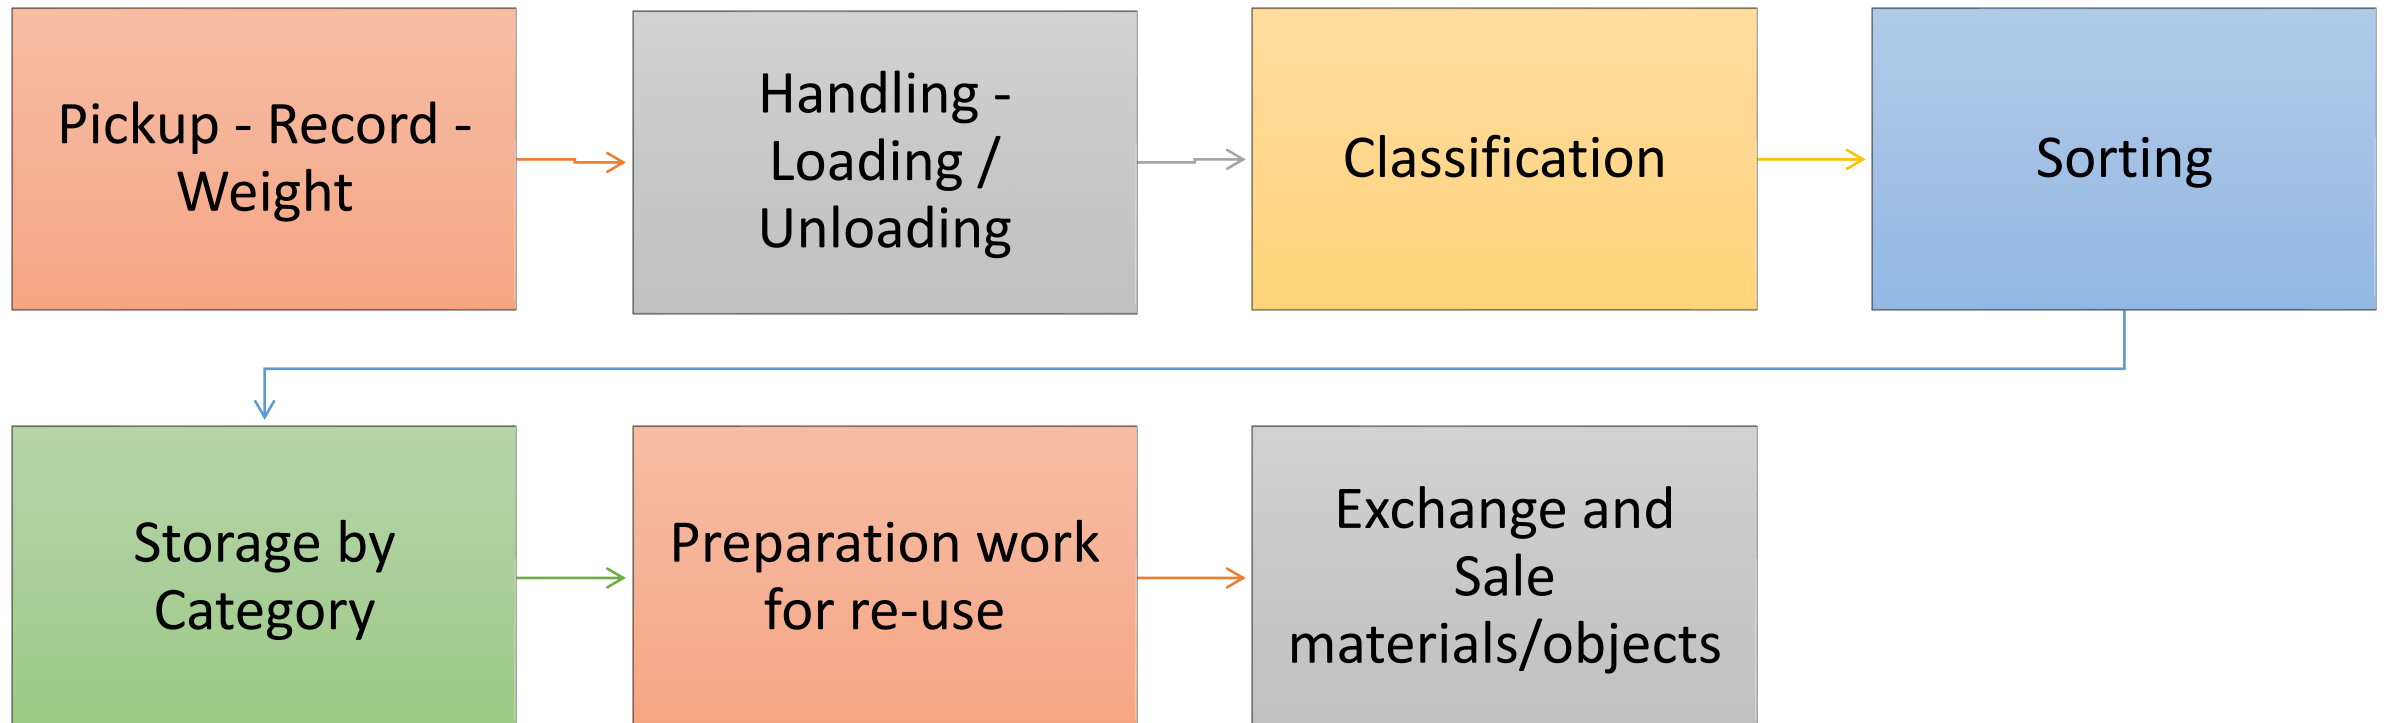 Pickup - Record -
Weight
Handling -
Loading /
Unloading
Classification
Sorting
Storage by
Category
Preparation work
for re-use
Exchange and
Sale
materials/objects